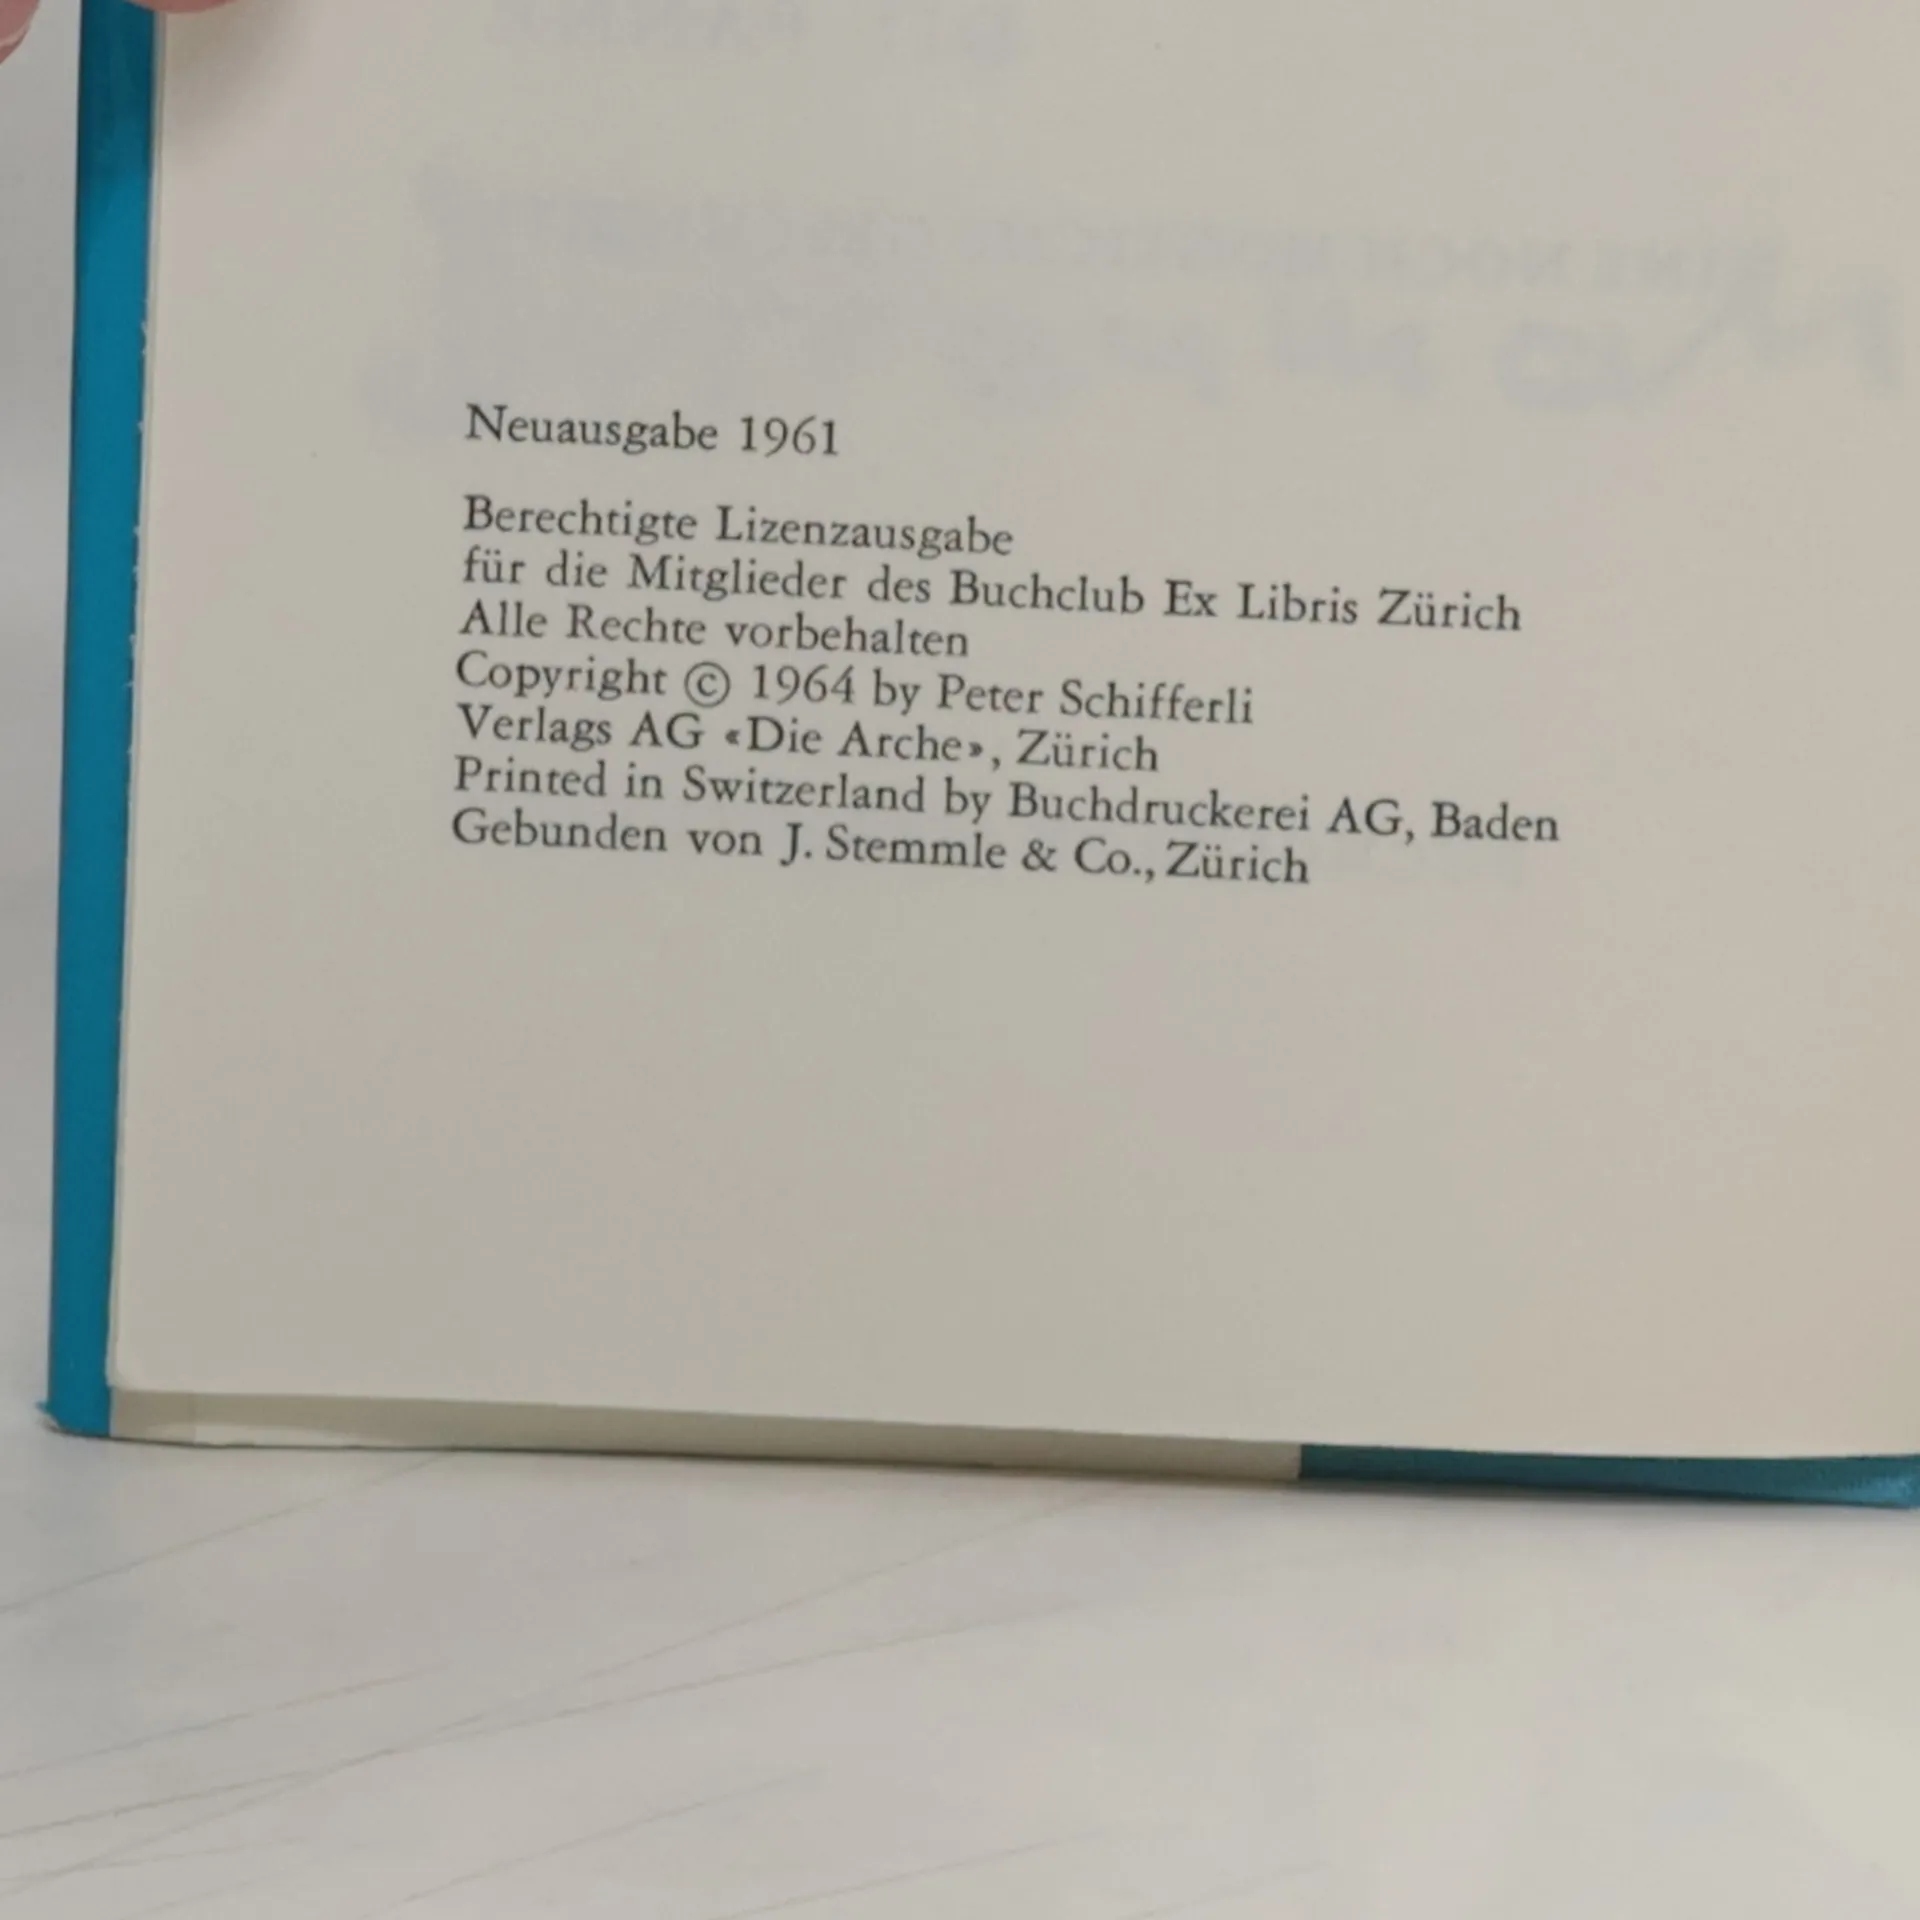 Neuausgabe 1961
Berechtigte Lizenzausgabe
für die Mitglieder des Buchclub Ex Libris Zürich
Alle Rechte vorbehalten
Copyright © 1964 by Peter Schifferli
Verlags AG «Die Arche», Zürich
Printed in Switzerland by Buchdruckerei AG, Baden
Gebunden von J. Stemmle & Co., Zürich